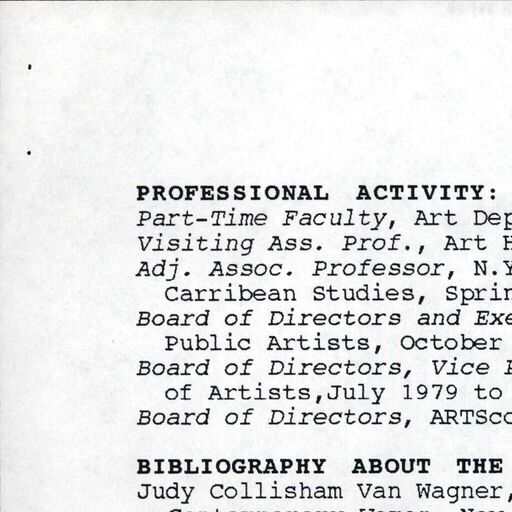 PROFESSIONAL ACTIVITY:
Part-Time Faculty, Art Dep
Visiting Ass. Prof., Art H
Adj. Assoc. Professor, N.Y
Carribean Studies, Sprin
Board of Directors and Exe
Public Artists, October
Board of Directors, Vice P
of Artists,July 1979 to
Board of Directors, ARTSco
BIBLIOGRAPHY ABOUT THE
Judy Collisham Van Wagner,